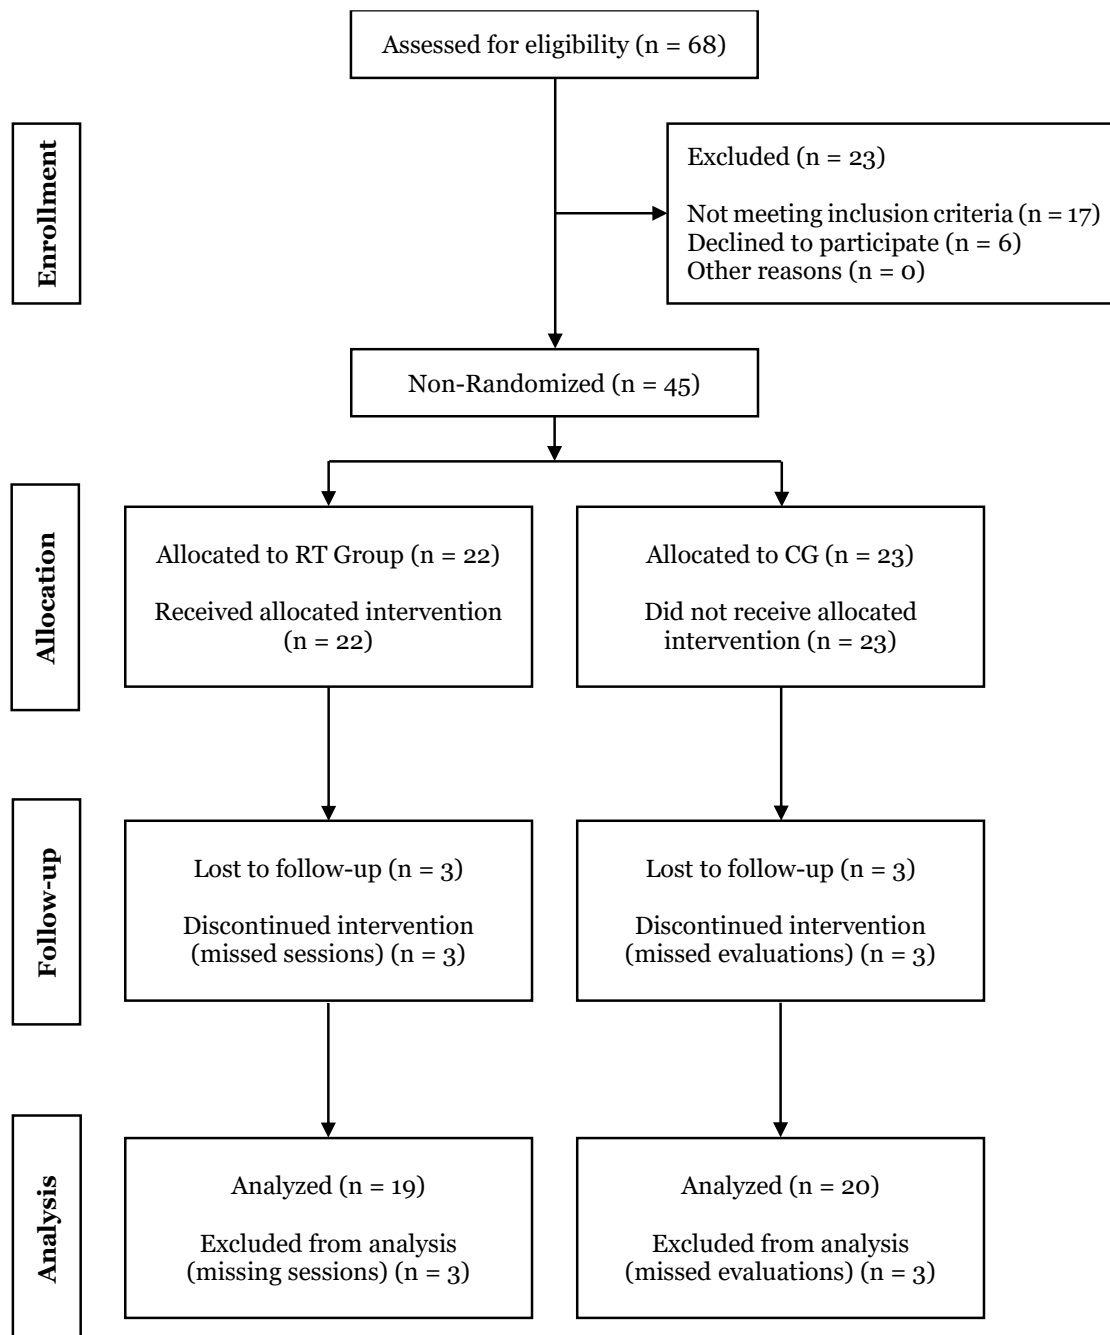 Assessed for eligibility (n = 68)
Enrollment
Excluded (n = 23)
Not meeting inclusion criteria (n = 17)
Declined to participate (n = 6)
Other reasons (n = 0)
Non-Randomized (n = 45)
Allocation
Allocated to RT Group (n = 22)
Received allocated intervention
(n = 22)
Allocated to CG (n = 23)
Did not receive allocated
intervention (n = 23)
Follow-up
Lost to follow-up (n = 3)
Discontinued intervention
(missed sessions) (n = 3)
Lost to follow-up (n = 3)
Discontinued intervention
(missed evaluations) (n = 3)
Analysis
Analyzed (n = 19)
Excluded from analysis
(missing sessions) (n = 3)
Analyzed (n = 20)
Excluded from analysis
(missed evaluations) (n = 3)